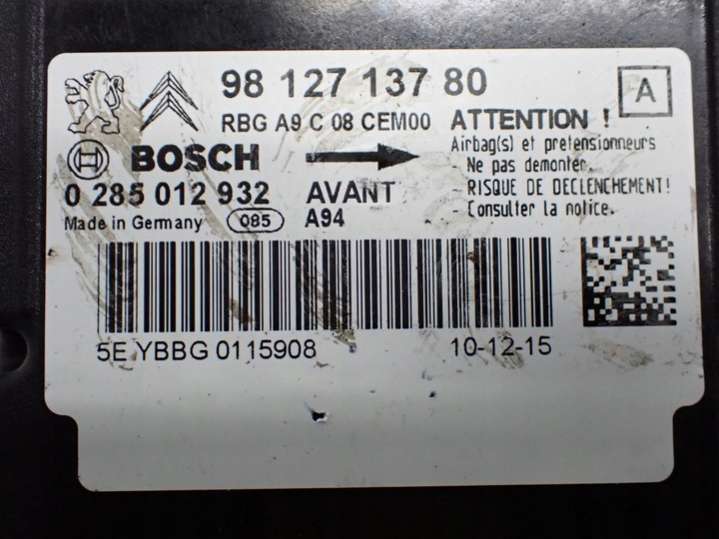 98 127 137 80
A
RBG A9 C 08 CEM00
ATTENTION !
Airbag(s) et pretensionneurs
- Ne pas demonter.
- RISQUE DE DECLENCHEMENT!
- Consulter la notice.
BOSCH
0 285 012 932
AVANT
Made in Germany
085
A94
5E YBBG 0115908
10-12-15